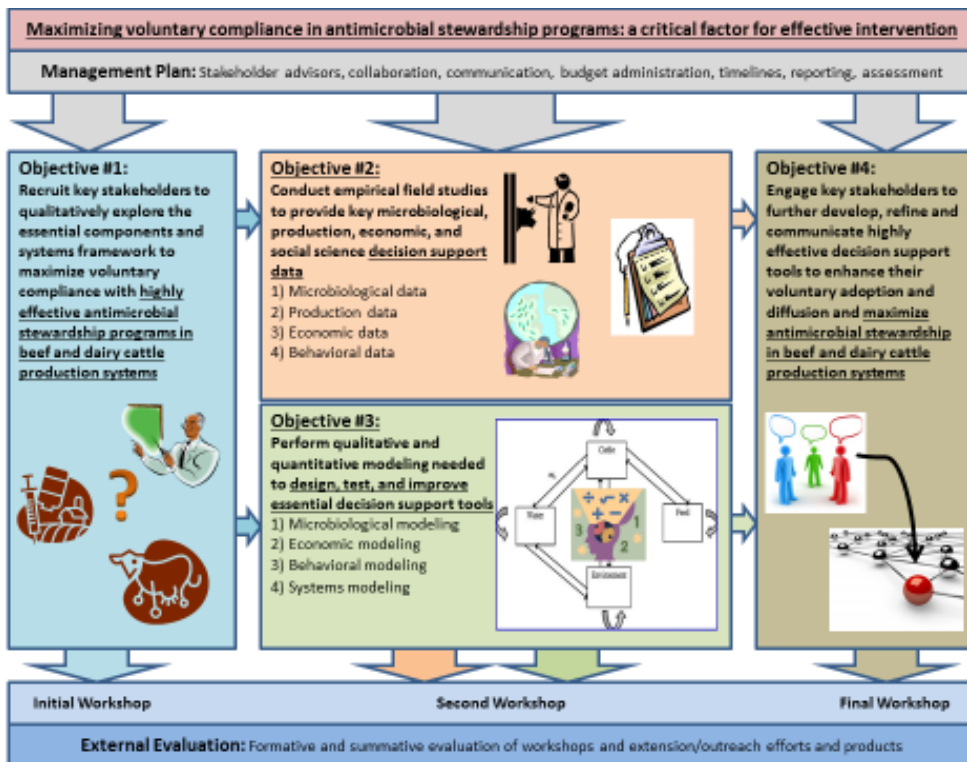 Maximizing voluntary compliance in antimicrobial stewardship programs: a critical factor for effective intervention
Management Plan: Stakeholder advisors, collaboration, communication, budget administration, timelines, reporting, assessment
Objective #1:
Recruit key stakeholders to
qualitatively explore the
essential components and
systems framework to
maximize voluntary
compliance with highly
effective antimicrobial
stewardship programs in
beef and dairy cattle
production systems
?
Objective #2:
Conduct empirical field studies
to provide key microbiological,
production, economic, and
social science decision support
data
1) Microbiological data
2) Production data
3) Economic data
4) Behavioral data
Objective #3:
Perform qualitative and
quantitative modeling needed
to design, test, and improve
essential decision support tools
1) Microbiological modeling
2) Economic modeling
3) Behavioral modeling
4) Systems modeling
Cattle
Water
Feed
Environment
÷ √ ×
+ −
3 1
2
Objective #4:
Engage key stakeholders to
further develop, refine and
communicate highly
effective decision support
tools to enhance their
voluntary adoption and
diffusion and maximize
antimicrobial stewardship
in beef and dairy cattle
production systems
Initial Workshop
Second Workshop
Final Workshop
External Evaluation: Formative and summative evaluation of workshops and extension/outreach efforts and products